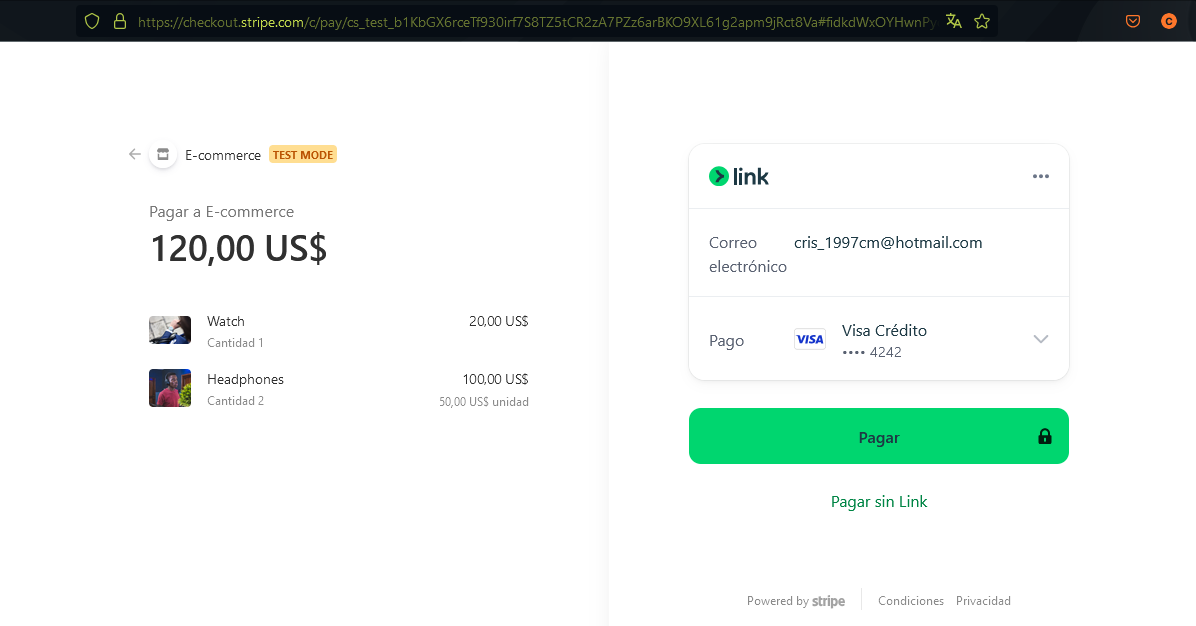 https://checkout.stripe.com/c/pay/cs_test_b1KbGX6rceTf930irf7S8TZ5tCR2zA7PZz6arBKO9XL61g2apm9jRct8Va#fidkdWxOYHwnPy
C
E-commerce TEST MODE
Pagar a E-commerce
120,00 US$
Watch 20,00 US$
Cantidad 1
Headphones 100,00 US$
Cantidad 2 50,00 US$ unidad
link
Correo electrónico cris_1997cm@hotmail.com
Pago VISA Visa Crédito
•••• 4242
Pagar
Pagar sin Link
Powered by stripe Condiciones Privacidad